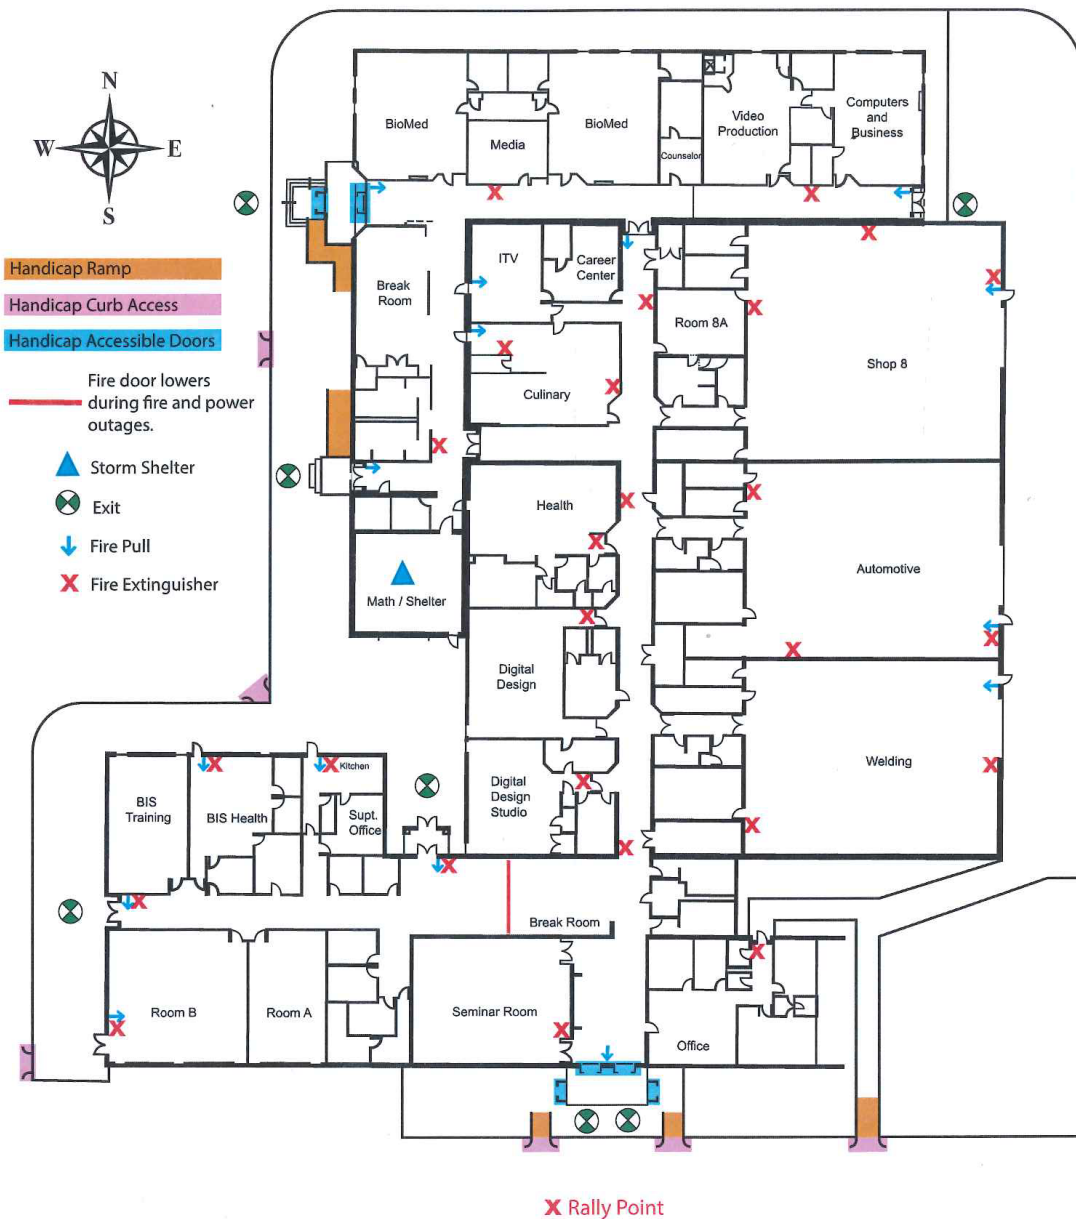 N
W
E
S
Handicap Ramp
Handicap Curb Access
Handicap Accessible Doors
Fire door lowers
during fire and power
outages.
Storm Shelter
Exit
Fire Pull
Fire Extinguisher
BioMed
Media
BioMed
Counselor
Video
Production
Computers
and
Business
ITV
Career
Center
Break
Room
Room 8A
Shop 8
Culinary
Health
Automotive
Math / Shelter
Digital
Design
Digital
Design
Studio
Welding
BIS
Training
BIS Health
Kitchen
Supt.
Office
Break Room
Room B
Room A
Seminar Room
Office
X Rally Point